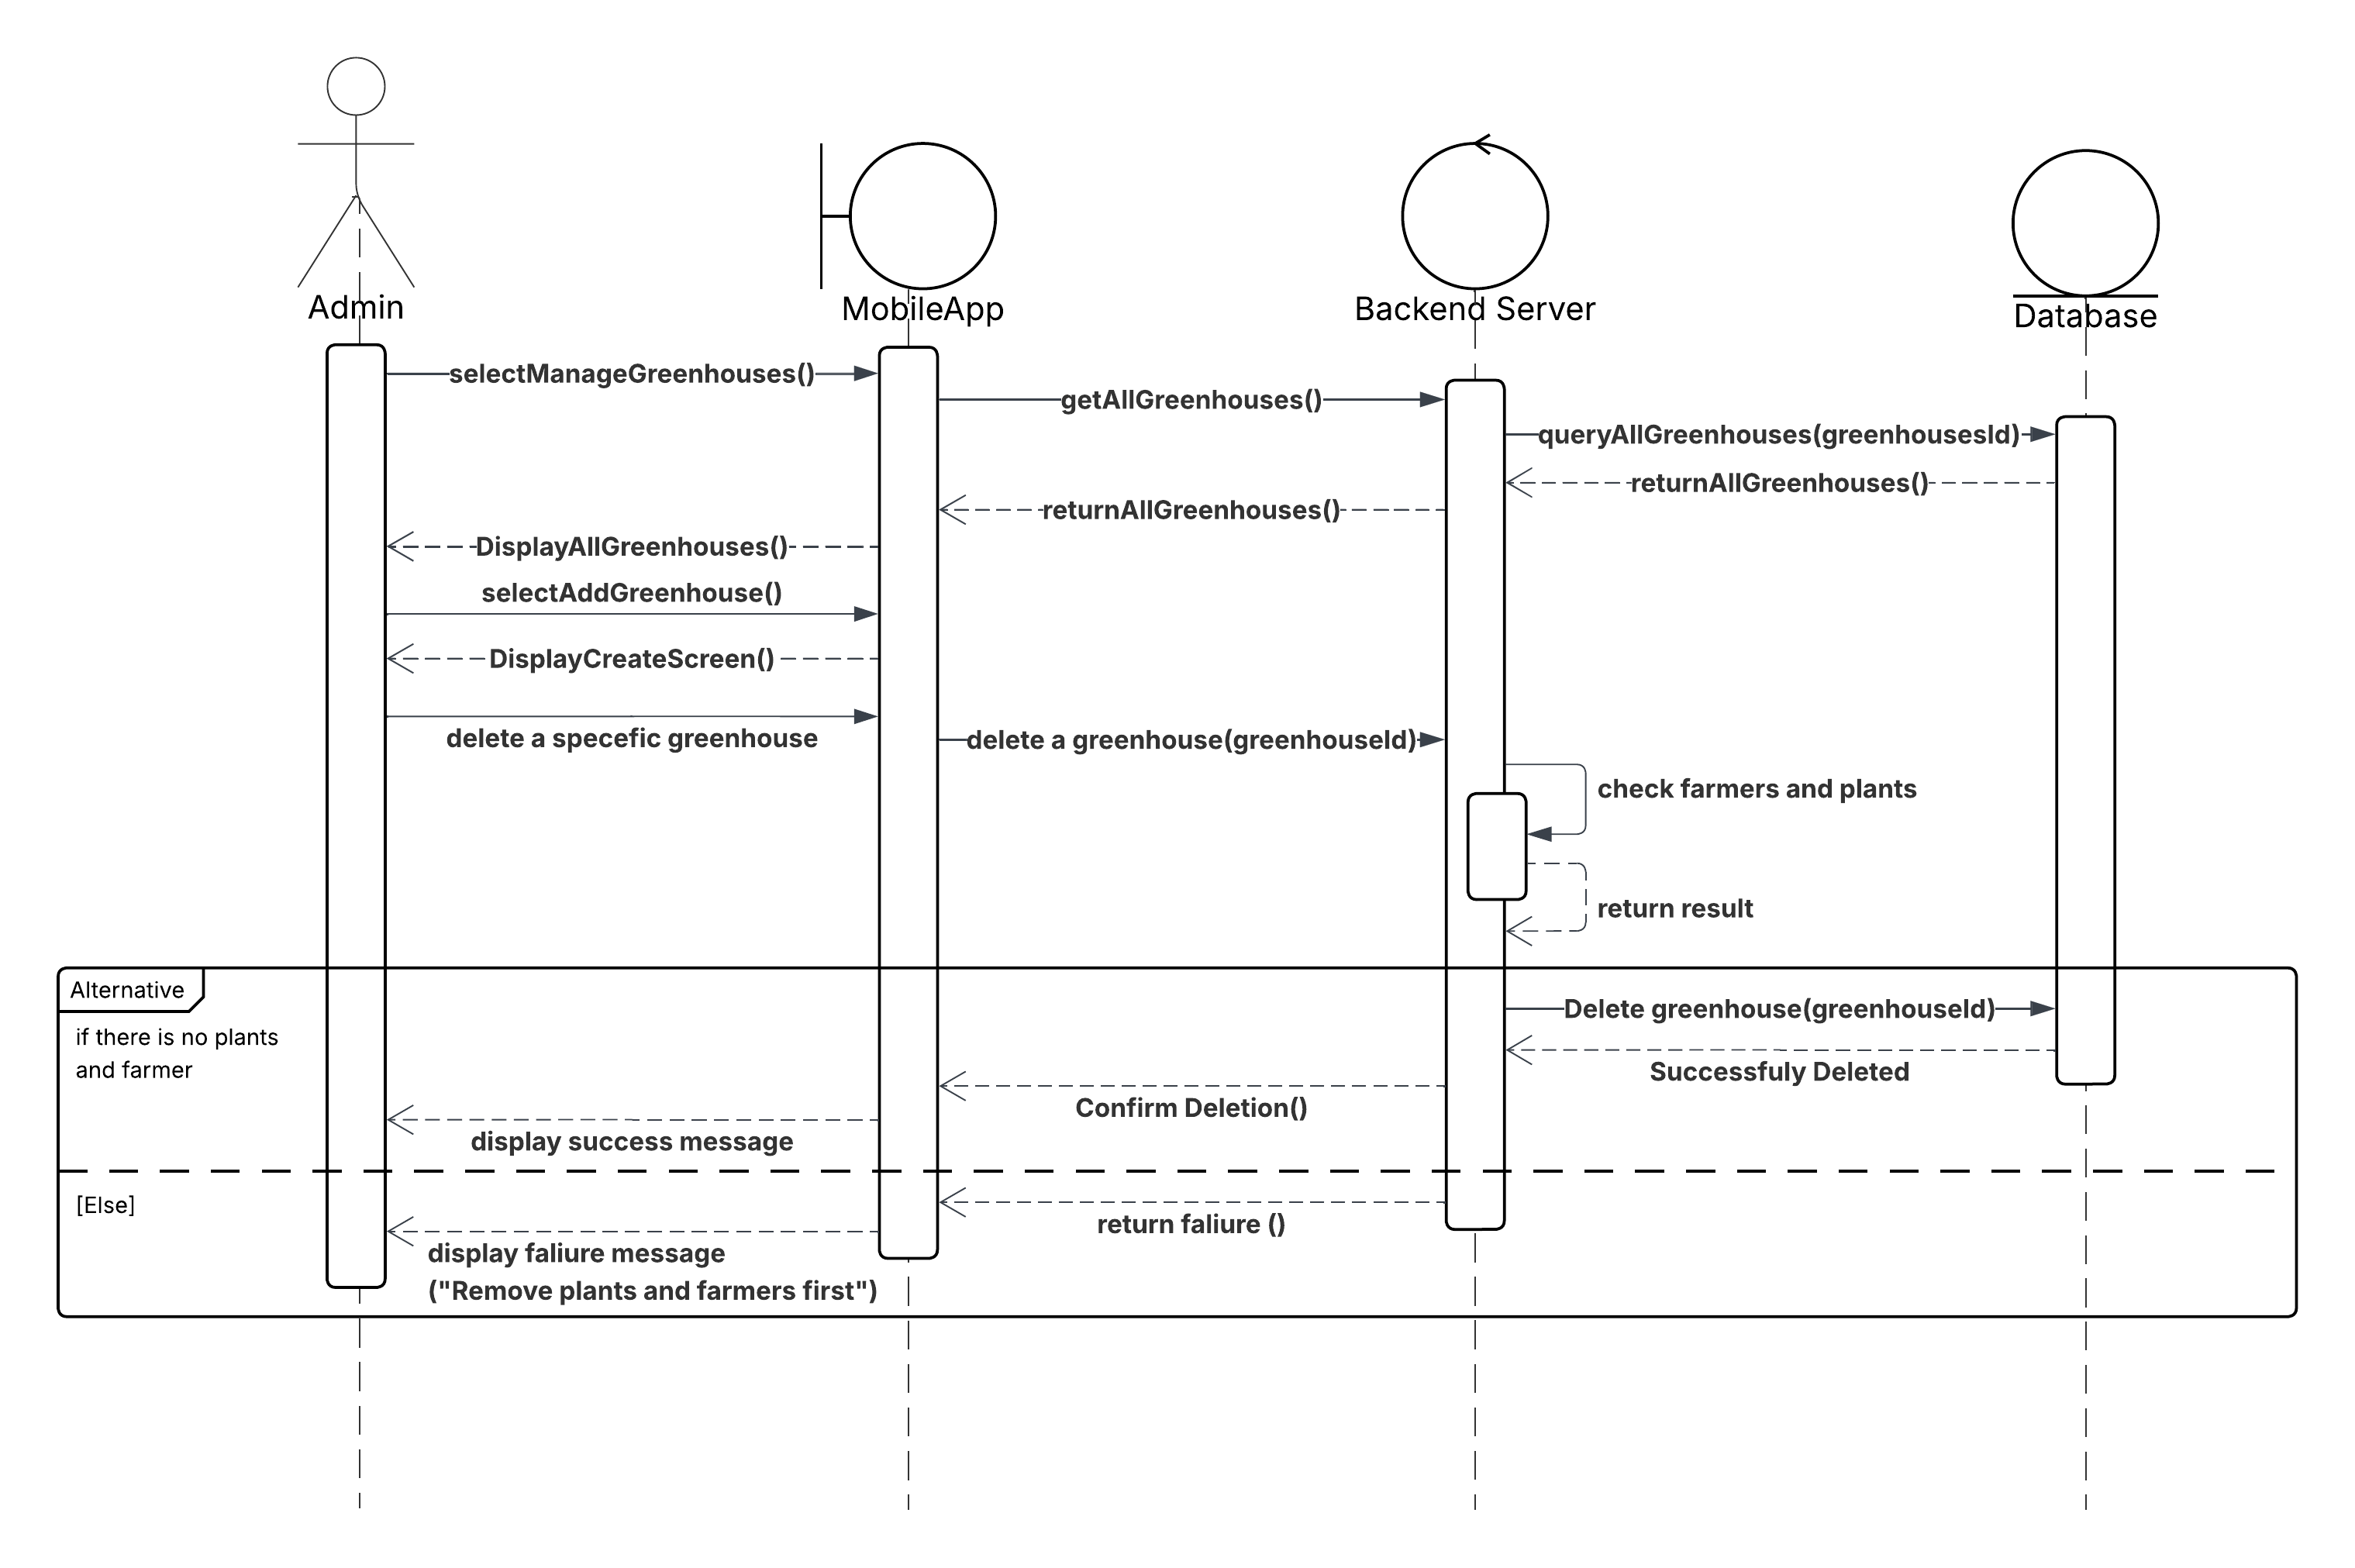 Admin
MobileApp
Backend Server
Database
selectManageGreenhouses()
getAllGreenhouses()
queryAllGreenhouses(greenhousesId)
returnAllGreenhouses()
returnAllGreenhouses()
DisplayAllGreenhouses()
selectAddGreenhouse()
DisplayCreateScreen()
delete a specefic greenhouse
delete a greenhouse(greenhouseId)
check farmers and plants
return result
Alternative
if there is no plants
and farmer
Delete greenhouse(greenhouseId)
Successfuly Deleted
Confirm Deletion()
display success message
[Else]
return faliure ()
display faliure message
("Remove plants and farmers first")